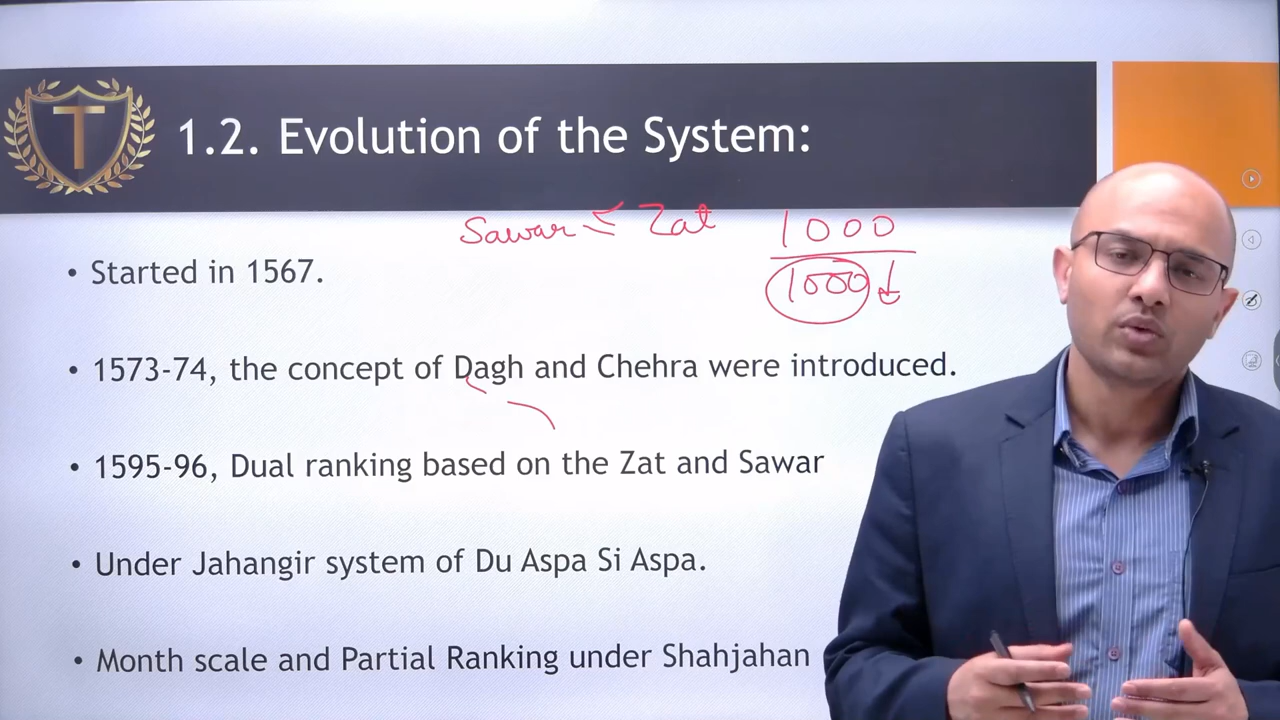 T
1.2. Evolution of the System:
Sawar ≤ Zat 1000
1000 ↓
• Started in 1567.
• 1573-74, the concept of Dagh and Chehra were introduced.
• 1595-96, Dual ranking based on the Zat and Sawar
• Under Jahangir system of Du Aspa Si Aspa.
• Month scale and Partial Ranking under Shahjahan